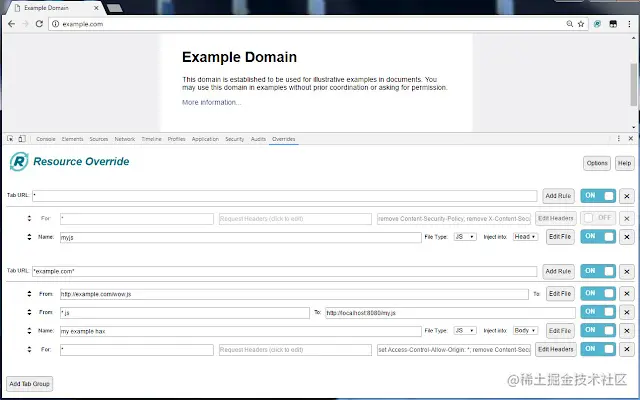 Example Domain
example.com
Example Domain
This domain is established to be used for illustrative examples in documents. You
may use this domain in examples without prior coordination or asking for permission.
More information...
Console Elements Sources Network Timeline Profiles Application Security Audits Overrides
R Resource Override Options Help
Tab URL: * Add Rule ON
For * Request Headers (click to edit) remove Content-Security-Policy; remove X-Content-Secu Edit Headers OFF
Name: myjs File Type: JS Inject into: Head Edit File ON
Tab URL: *example.com* Add Rule ON
From: http://example/wow.js To Edit File ON
From: *.js To: http://localhost:8080/my.js ON
Name: my example hax File Type: JS Inject into: Body Edit File ON
For: * Request Headers (click to edit) set Access-Control-Allow-Origin: *; remove Content-Secu Edit Headers ON
Add Tab Group
@稀土掘金技术社区